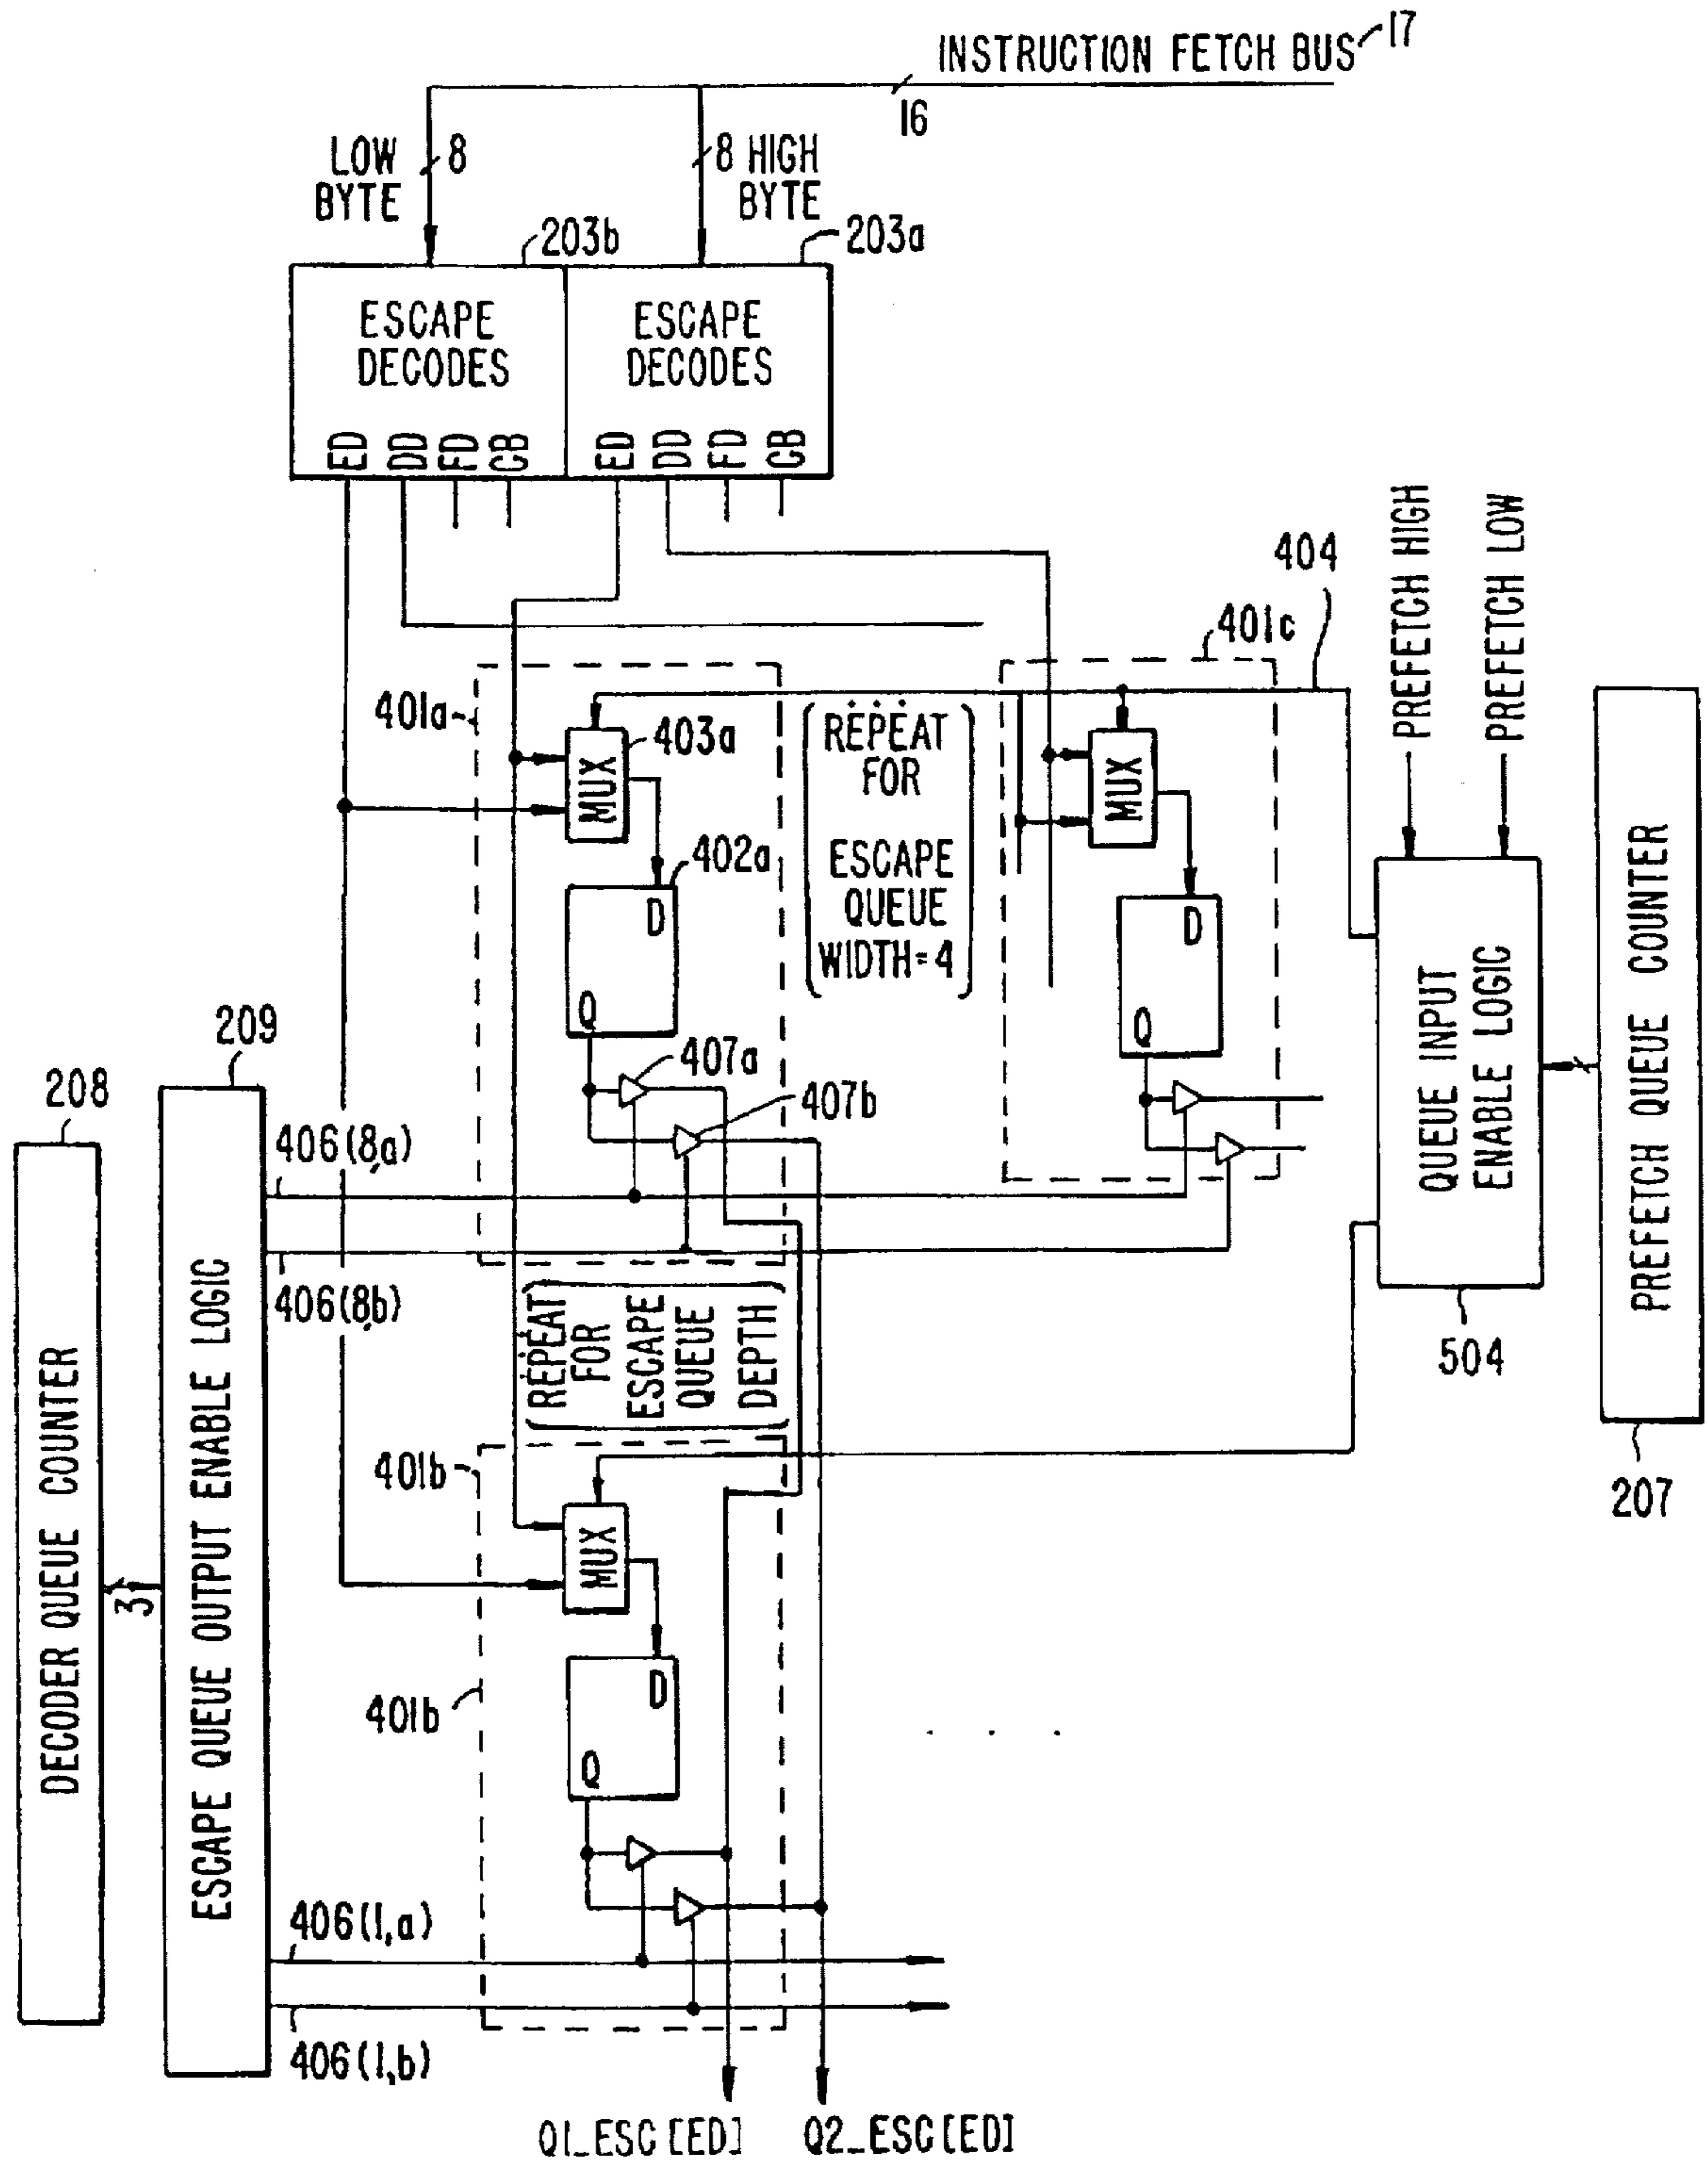 INSTRUCTION FETCH BUS 17
16
LOW BYTE
8
8
HIGH BYTE
203b
203a
ESCAPE DECODES
ESCAPE DECODES
ED DD FD CB
ED DD FD CB
404
PREFETCH HIGH
PREFETCH LOW
401c
401a
403a
MUX
REPEAT
FOR
ESCAPE
QUEUE
WIDTH=4
MUX
402a
D
Q
D
Q
407a
407b
QUEUE INPUT
ENABLE LOGIC
504
PREFETCH QUEUE COUNTER
207
209
208
406(8,a)
406(8,b)
DECODER QUEUE COUNTER
3
ESCAPE QUEUE OUTPUT ENABLE LOGIC
REPEAT
FOR
ESCAPE
QUEUE
DEPTH
401b
MUX
401b
D
Q
406(1,a)
406(1,b)
Q1_ESC[ED]
Q2_ESC[ED]